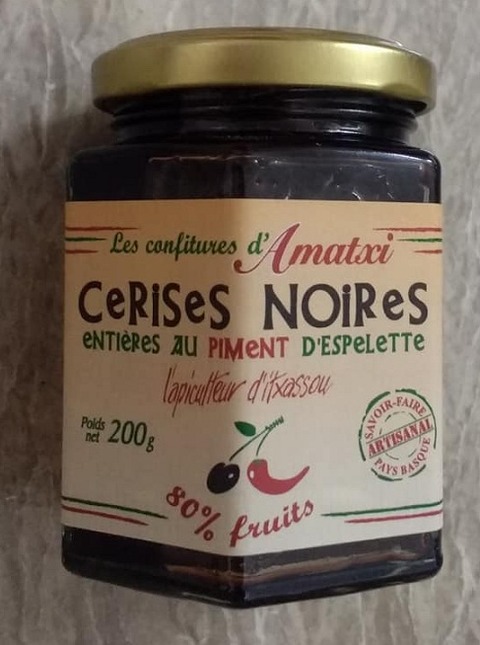 Les confitures d'Amatxi
CeRiSeS NOiReS
eNTIÈReS AU PIMeNT D'eSPeLeTTe
l'apiculteur d'itxassou
Poids net 200g
SAVOIR-FAIRE
ARTISANAL
PAYS BASQUE
80% fruits